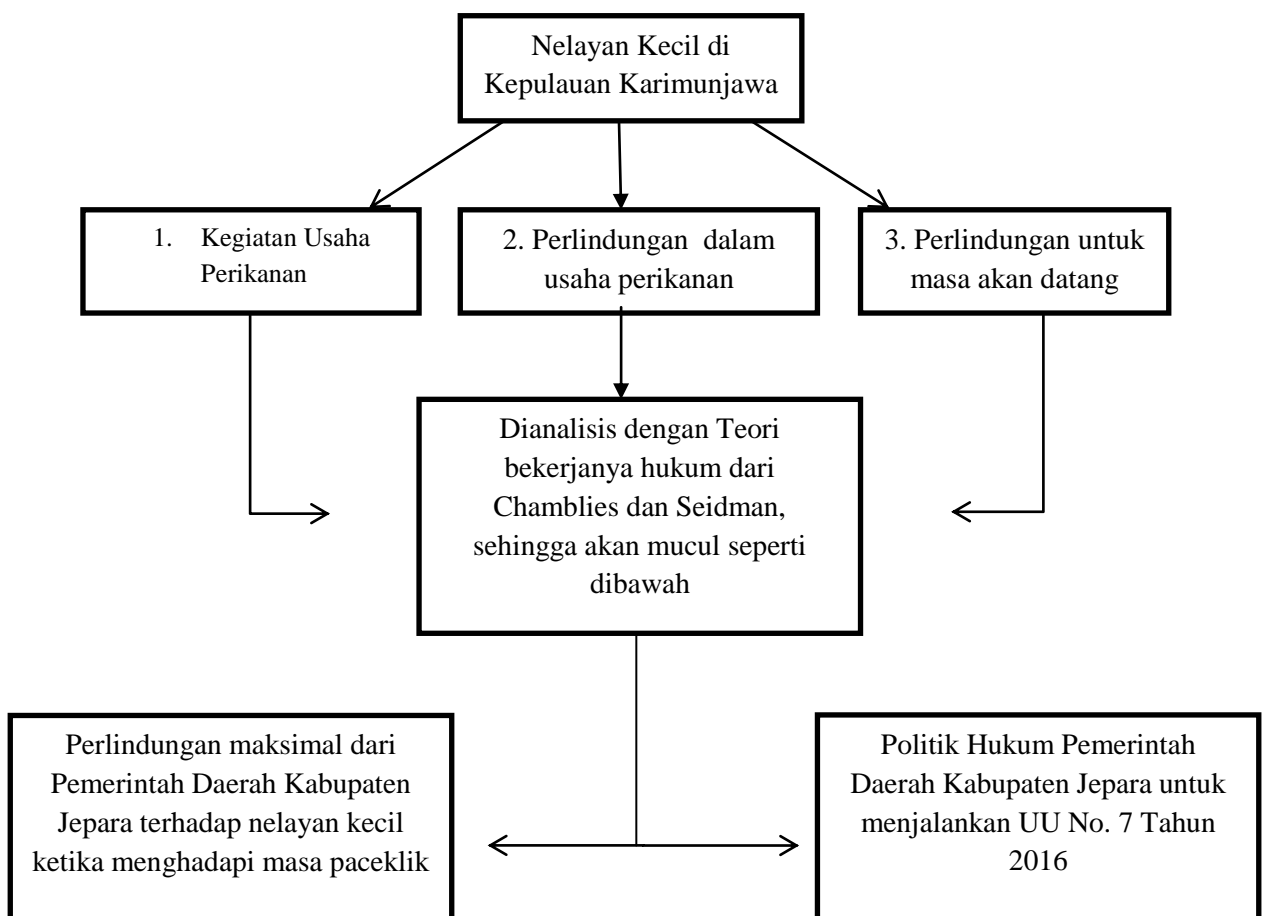 Nelayan Kecil di
Kepulauan Karimunjawa
1. Kegiatan Usaha
Perikanan
2. Perlindungan dalam
usaha perikanan
3. Perlindungan untuk
masa akan datang
Dianalisis dengan Teori
bekerjanya hukum dari
Chamblies dan Seidman,
sehingga akan mucul seperti
dibawah
Perlindungan maksimal dari
Pemerintah Daerah Kabupaten
Jepara terhadap nelayan kecil
ketika menghadapi masa paceklik
Politik Hukum Pemerintah
Daerah Kabupaten Jepara untuk
menjalankan UU No. 7 Tahun
2016